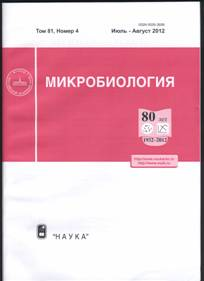 Том 81, Номер 4
Июль - Август 2012
МИКРОБИОЛОГИЯ
80 лет
1932-2012
"НАУКА"